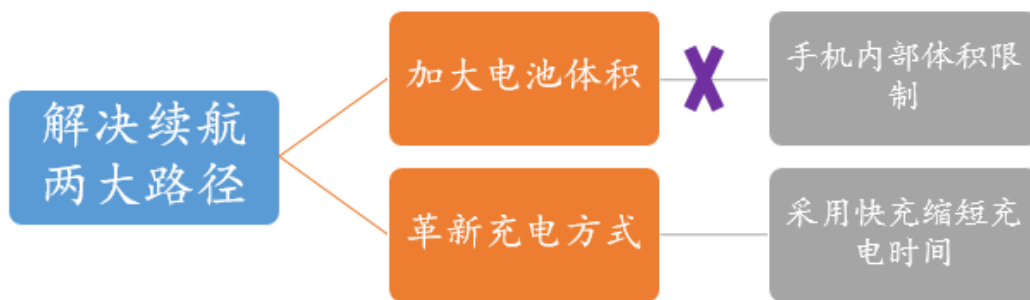 解决续航
两大路径
加大电池体积
手机内部体积限
制
革新充电方式
采用快充缩短充
电时间